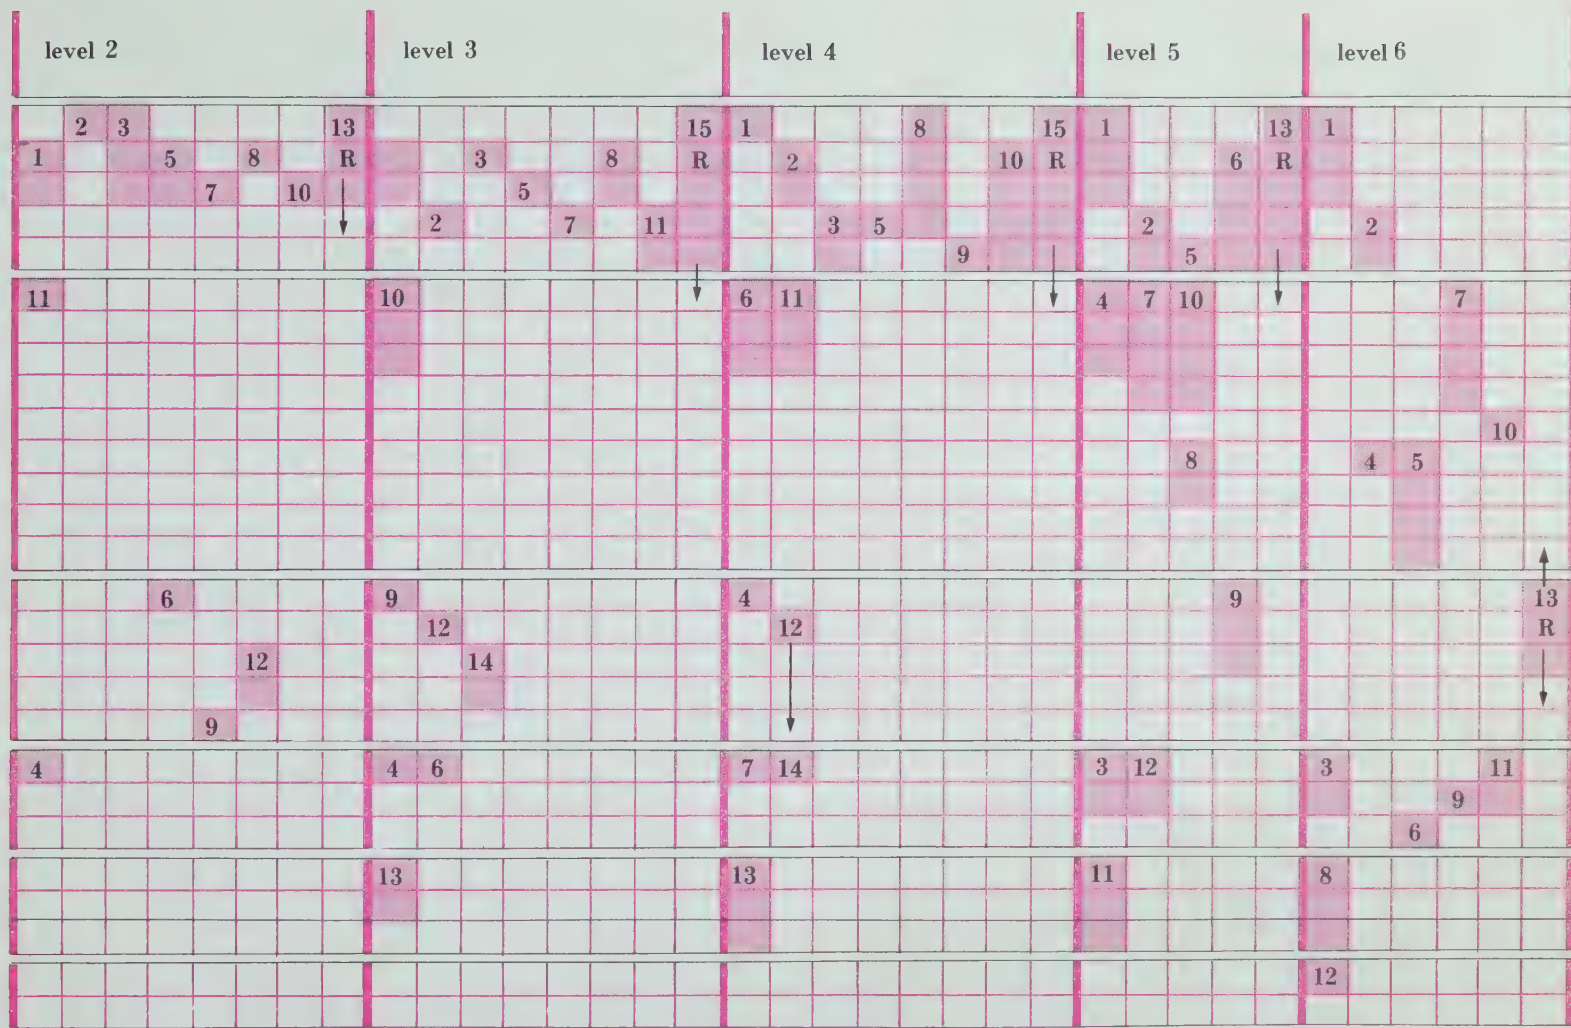 level 2 level 3 level 4 level 5 level 6
2 3 13 15 1 8 15 1 13 1
1 5 8 R 3 8 R 2 10 R 6 R
7 10 5
2 7 11 3 5 2 2
9 5
11 10 6 11 4 7 10 7
10
8 4 5
6 9 4 9 13
12 12 R
12 14
9
4 4 6 7 14 3 12 3 11
9
6
13 13 11 8
12